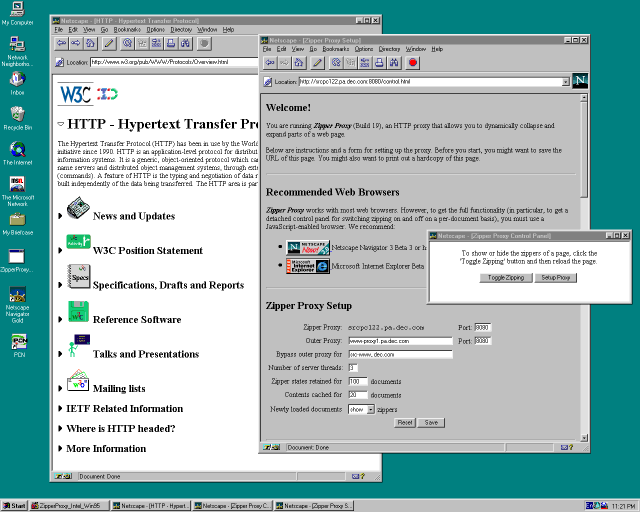 My Computer
Network
Neighborho...
Inbox
Recycle Bin
The Internet
msn
The Microsoft
Network
My Briefcase
ZipperProxy...
Netscape
Navigator
Gold
PCN
Netscape - [HTTP - Hypertext Transfer Protocol]
File Edit View Go Bookmarks Options Directory Window Help
Location: http://www.w3.org/pub/WWW/Protocols/Overview.html
W3C
HTTP - Hypertext Transfer Pro
The Hypertext Transfer Protocol (HTTP) has been in use by the World
initiative since 1990. HTTP is an application-level protocol for distribut
information systems. It is a generic, object-oriented protocol which ca
name servers and distributed object management systems, through exte
(commands). A feature of HTTP is the typing and negotiation of data r
built independently of the data being transferred. The HTTP area is par
News and Updates
W3C Position Statement
Specs
Specifications, Drafts and Reports
Reference Software
Talks and Presentations
Mailing lists
IETF Related Information
Where is HTTP headed?
More Information
Document: Done
Netscape - [Zipper Proxy Setup]
File Edit View Go Bookmarks Options Directory Window Help
Location: http://srcpc122.pa.dec.com:8080/control.html
N
Welcome!
You are running Zipper Proxy (Build 19), an HTTP proxy that allows you to dynamically collapse and
expand parts of a web page.
Below are instructions and a form for setting up the proxy. Before you start, you might want to save the
URL of this page. You might also want to print out a hardcopy of this page.
Recommended Web Browsers
Zipper Proxy works with most web browsers. However, to get the full functionality (in particular, to get a
detached control panel for switching zipping on and off on a per-document basis), you must use a
JavaScript-enabled browser. We recommend:
NETSCAPE
Now!
Netscape Navigator 3 Beta 3 or h
Microsoft
Internet
Explorer
Microsoft Internet Explorer Beta
Netscape - [Zipper Proxy Control Panel]
To show or hide the zippers of a page, click the
'Toggle Zipping' button and then reload the page.
Toggle Zipping Setup Proxy
Zipper Proxy Setup
Zipper Proxy: srcpc122.pa.dec.com Port: 8080
Outer Proxy: www-proxy1.pa.dec.com Port: 8080
Bypass outer proxy for src-www.dec.com
Number of server threads: 3
Zipper states retained for 100 documents
Contents cached for 20 documents
Newly loaded documents show zippers
Reset Save
Document: Done
Start ZipperProxy_Intel_Win95 Netscape - [HTTP - Hypert... Netscape - [Zipper Proxy C... Netscape - [Zipper Proxy S... 11:21 PM